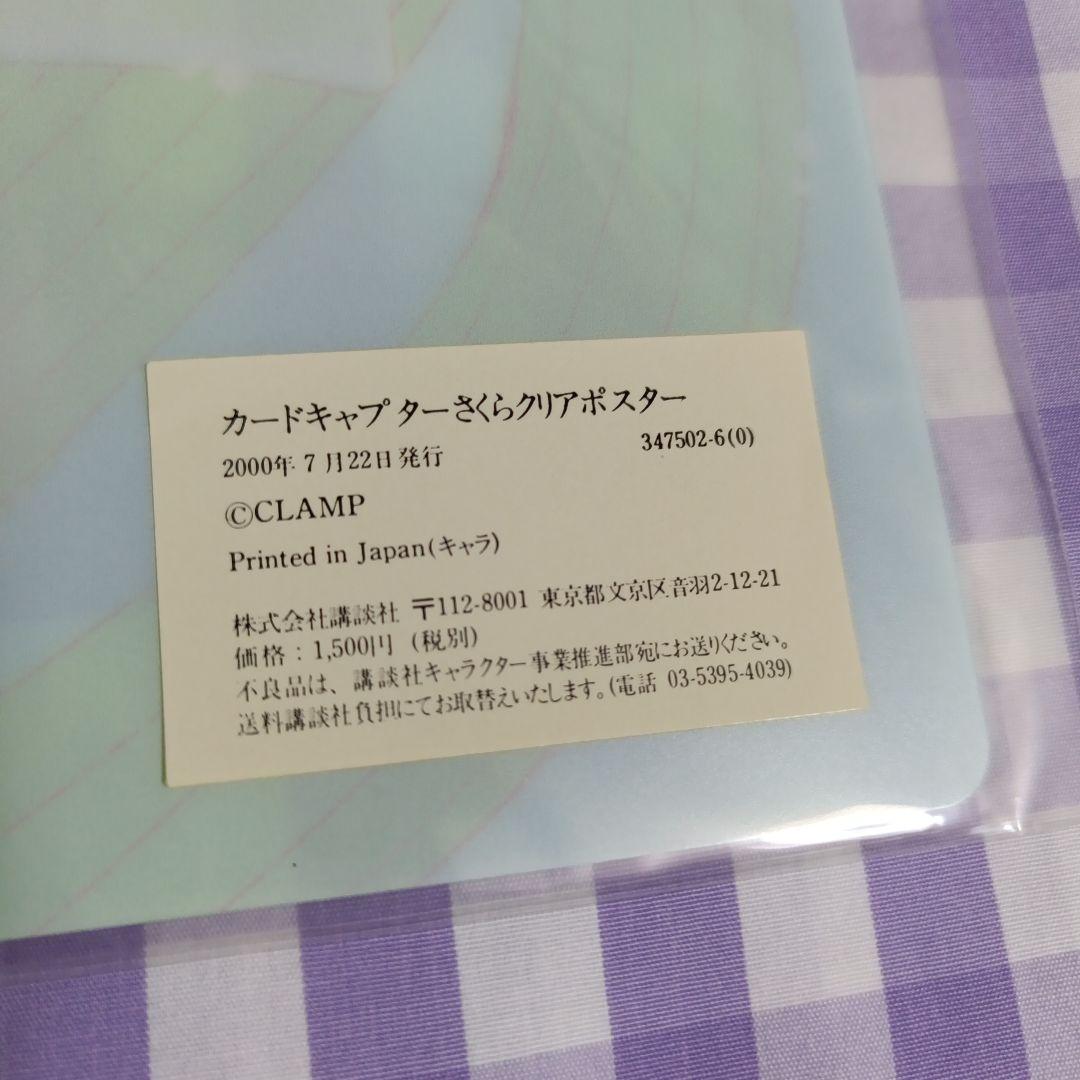 カードキャプターさくらクリアポスター
2000年7月22日発行 347502-6(0)
©CLAMP
Printed in Japan(キャラ)
株式会社講談社 〒112-8001 東京都文京区音羽2-12-21
価格：1,500円 (税別)
不良品は、講談社キャラクター事業推進部宛にお送りください。
送料講談社負担にてお取替えいたします。(電話 03-5395-4039)